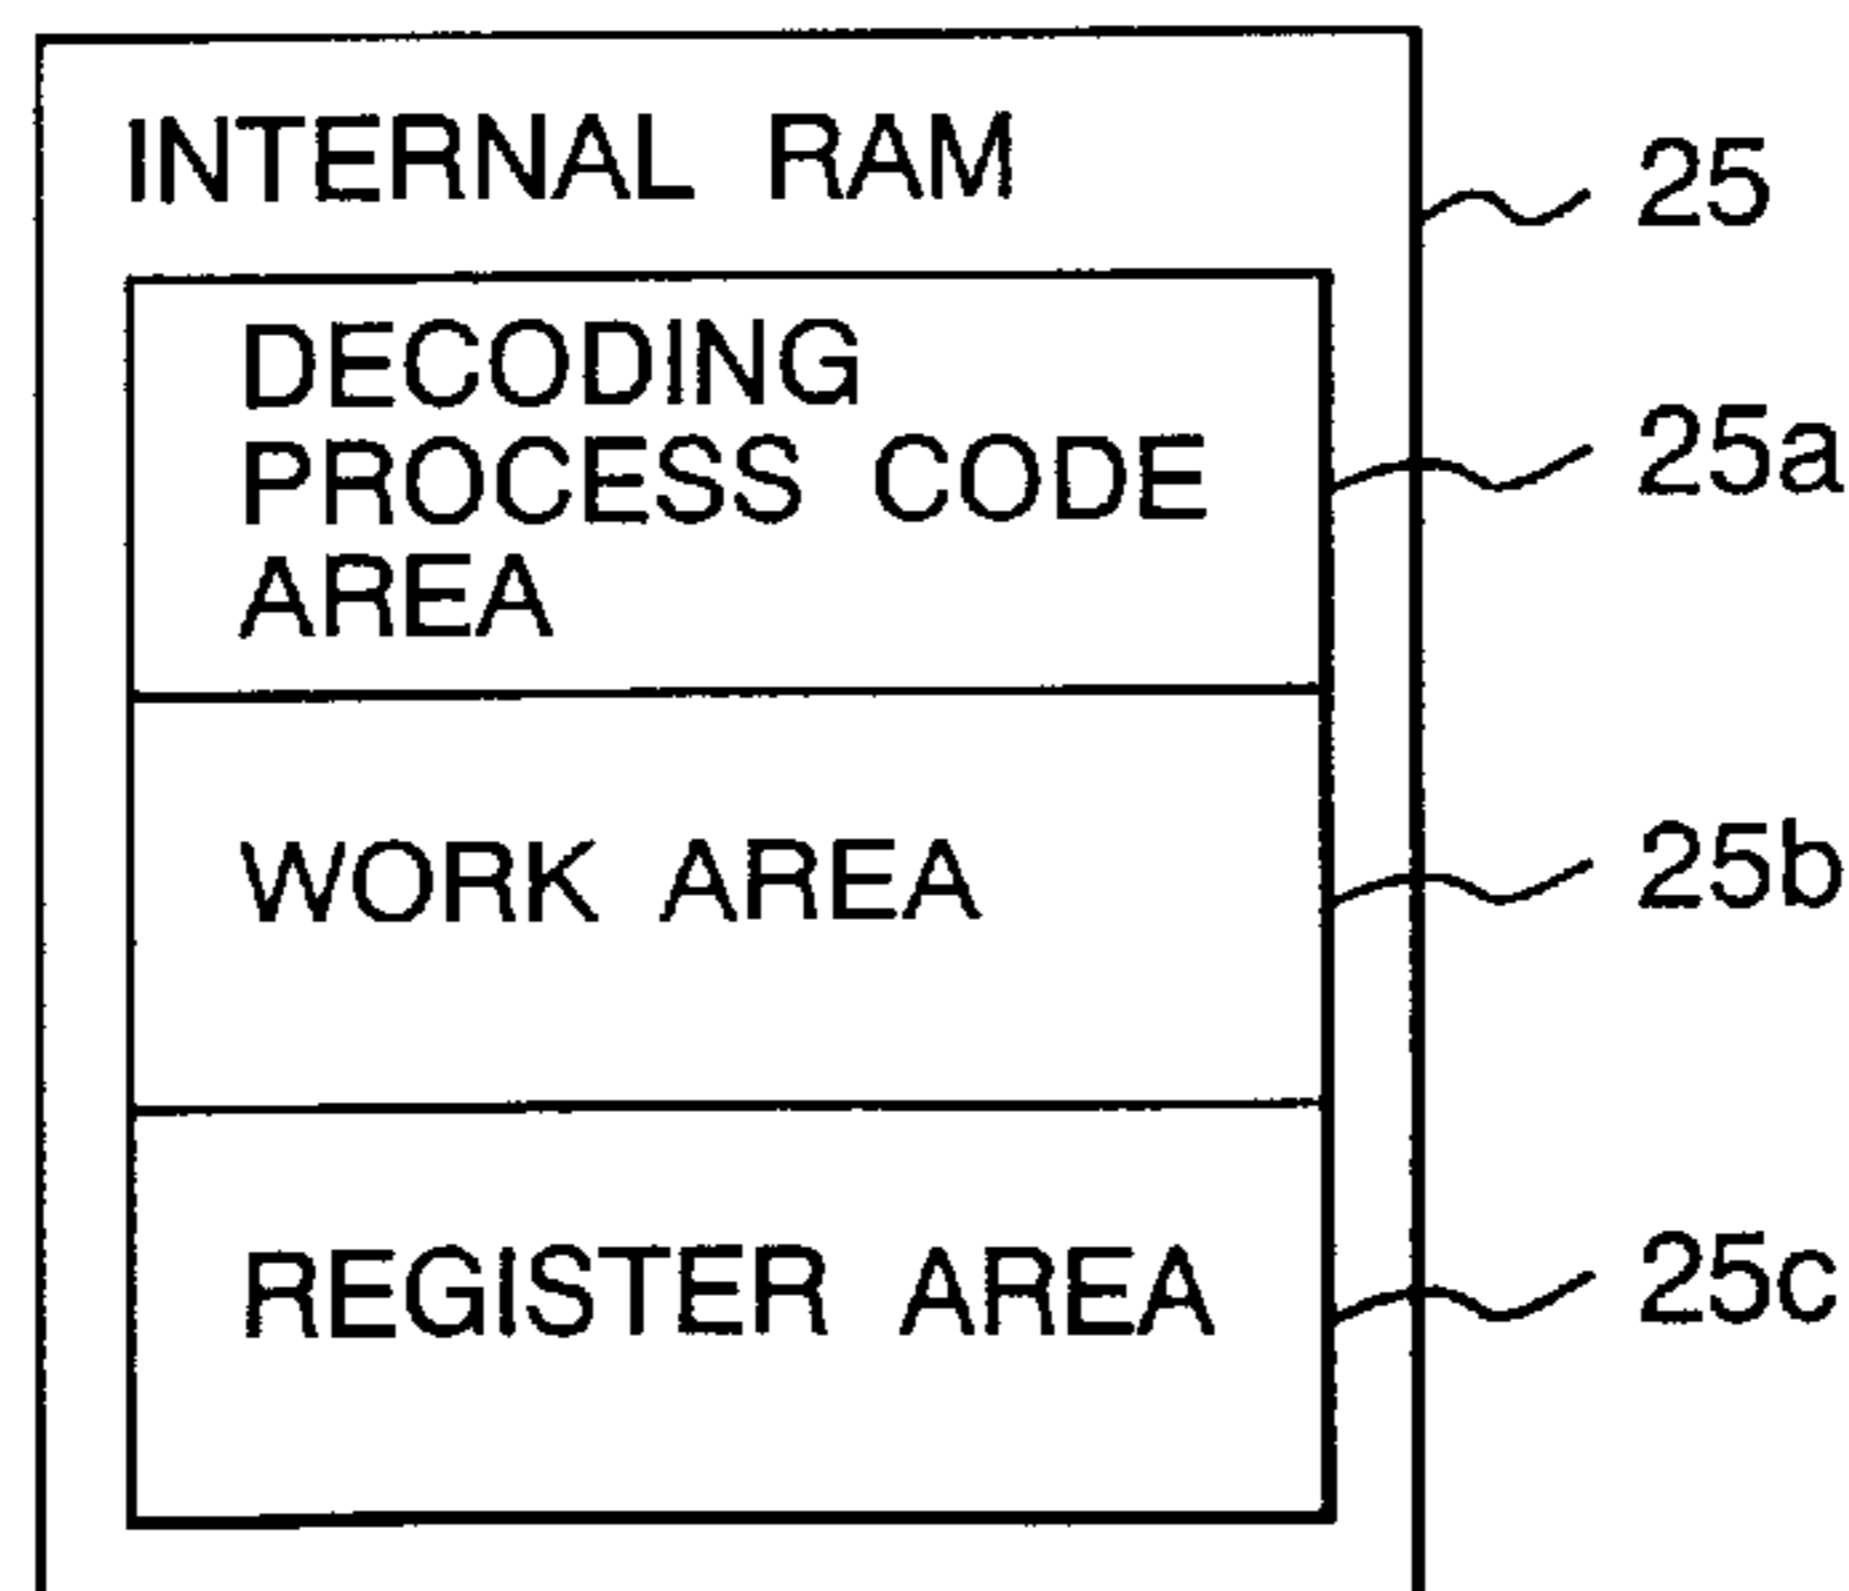 INTERNAL RAM
25
DECODING
PROCESS CODE
AREA
25a
WORK AREA
25b
REGISTER AREA
25c